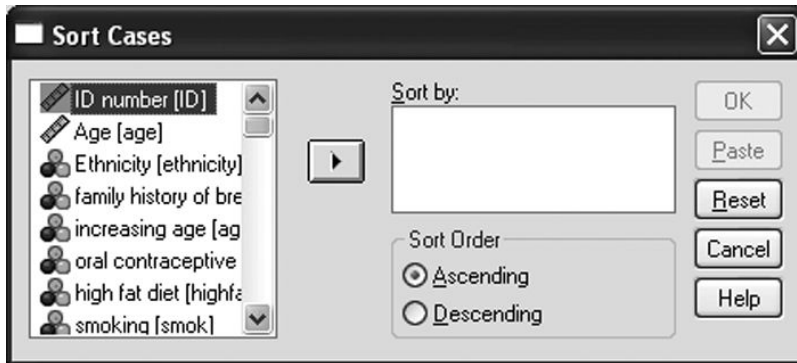 Sort Cases
ID number [ID]
Age [age]
Ethnicity [ethnicity]
family history of bre
increasing age [ag
oral contraceptive
high fat diet [highfa
smoking [smok]
Sort by:
Sort Order
Ascending
Descending
OK
Paste
Reset
Cancel
Help